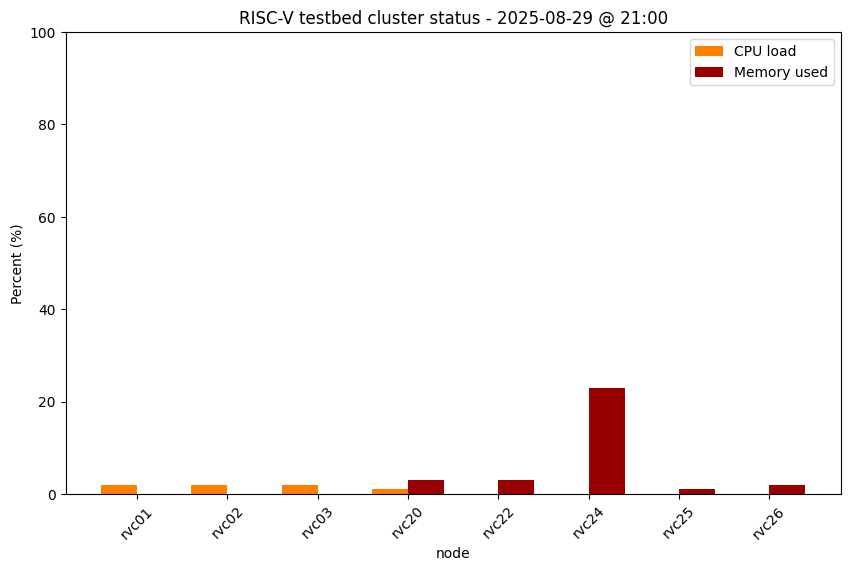 RISC-V testbed cluster status - 2025-08-29 @ 21:00
CPU load
Memory used
Percent (%)
100
80
60
40
20
0
rvc01 rvc02 rvc03 rvc20 rvc22 rvc24 rvc25 rvc26
node